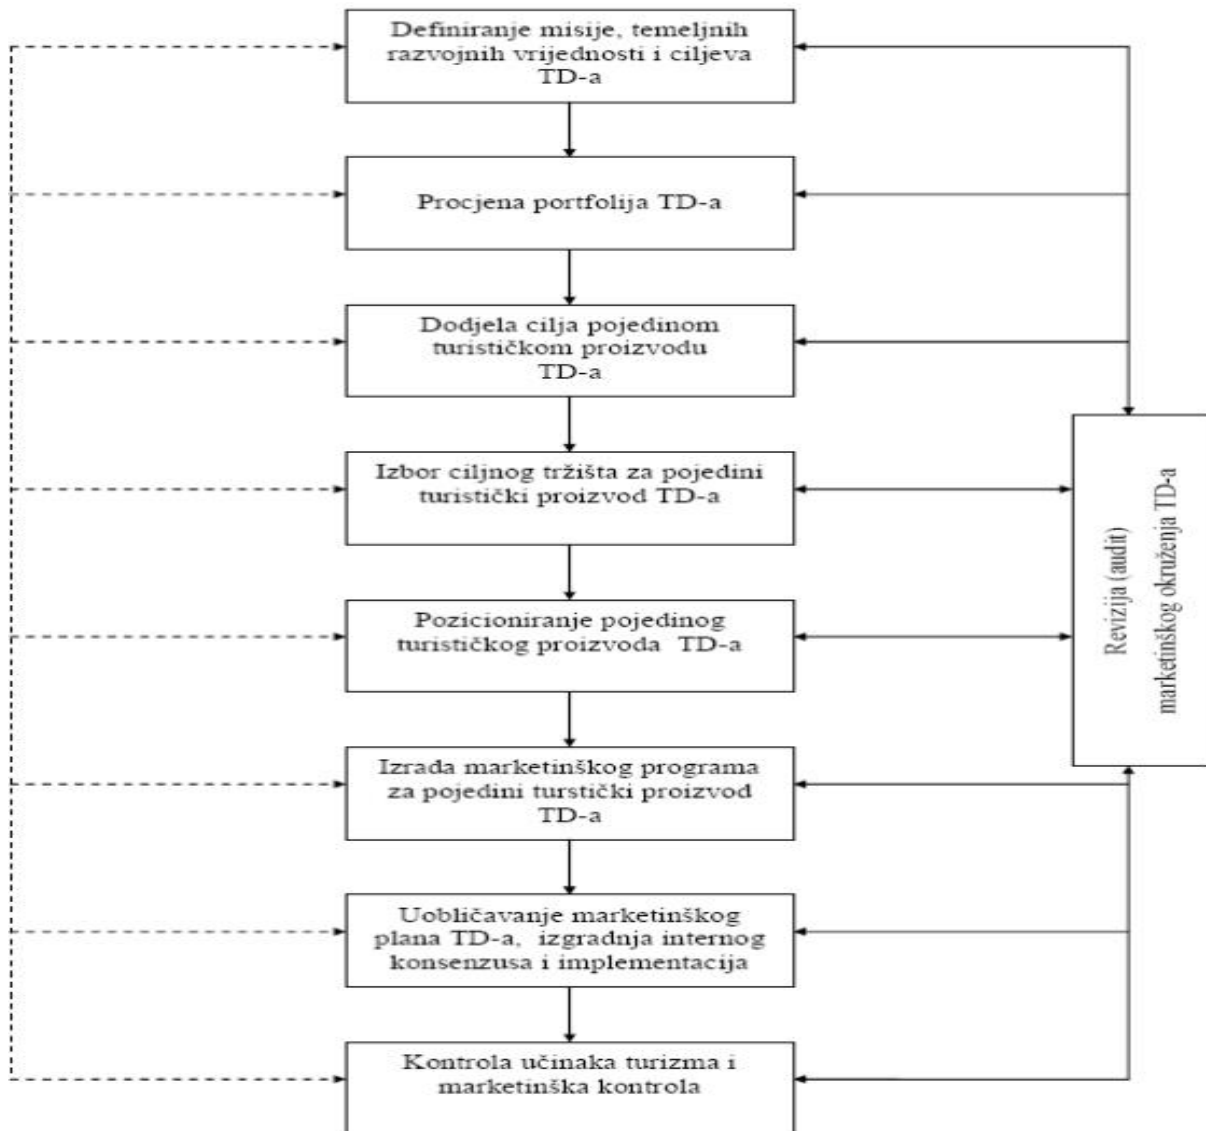 Definiranje misije, temeljnih
razvojnih vrijednosti i ciljeva
TD-a
Procjena portfolija TD-a
Dodjela cilja pojedinom
turističkom proizvodu
TD-a
Izbor ciljnog tržišta za pojedini
turistički proizvod TD-a
Pozicioniranje pojedinog
turističkog proizvoda TD-a
Izrada marketinškog programa
za pojedini turstički proizvod
TD-a
Uobličavanje marketinškog
plana TD-a, izgradnja internog
konsenzusa i implementacija
Kontrola učinaka turizma i
marketinška kontrola
Revizija (audit)
marketinškog okruženja TD-a